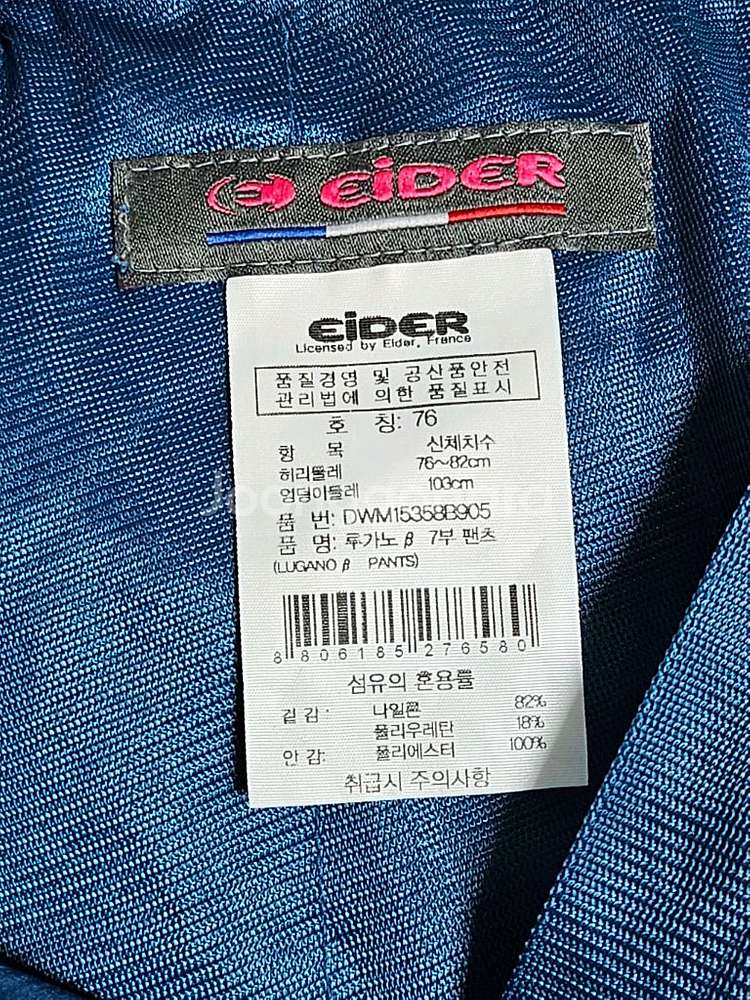 EiDER
EiDER
Licensed by Eider, France
품질경영 및 공산품안전
관리법에 의한 품질표시
호 칭: 76
항 목 신체치수
허리둘레 76~82cm
엉덩이둘레 103cm
품 번: DWM15358B905
품 명: 루가노 β 7부 팬츠
(LUGANO β PANTS)
8 806185 276580
섬유의 혼용률
겉감: 나일론 82%
폴리우레탄 18%
안감: 폴리에스터 100%
취급시 주의사항